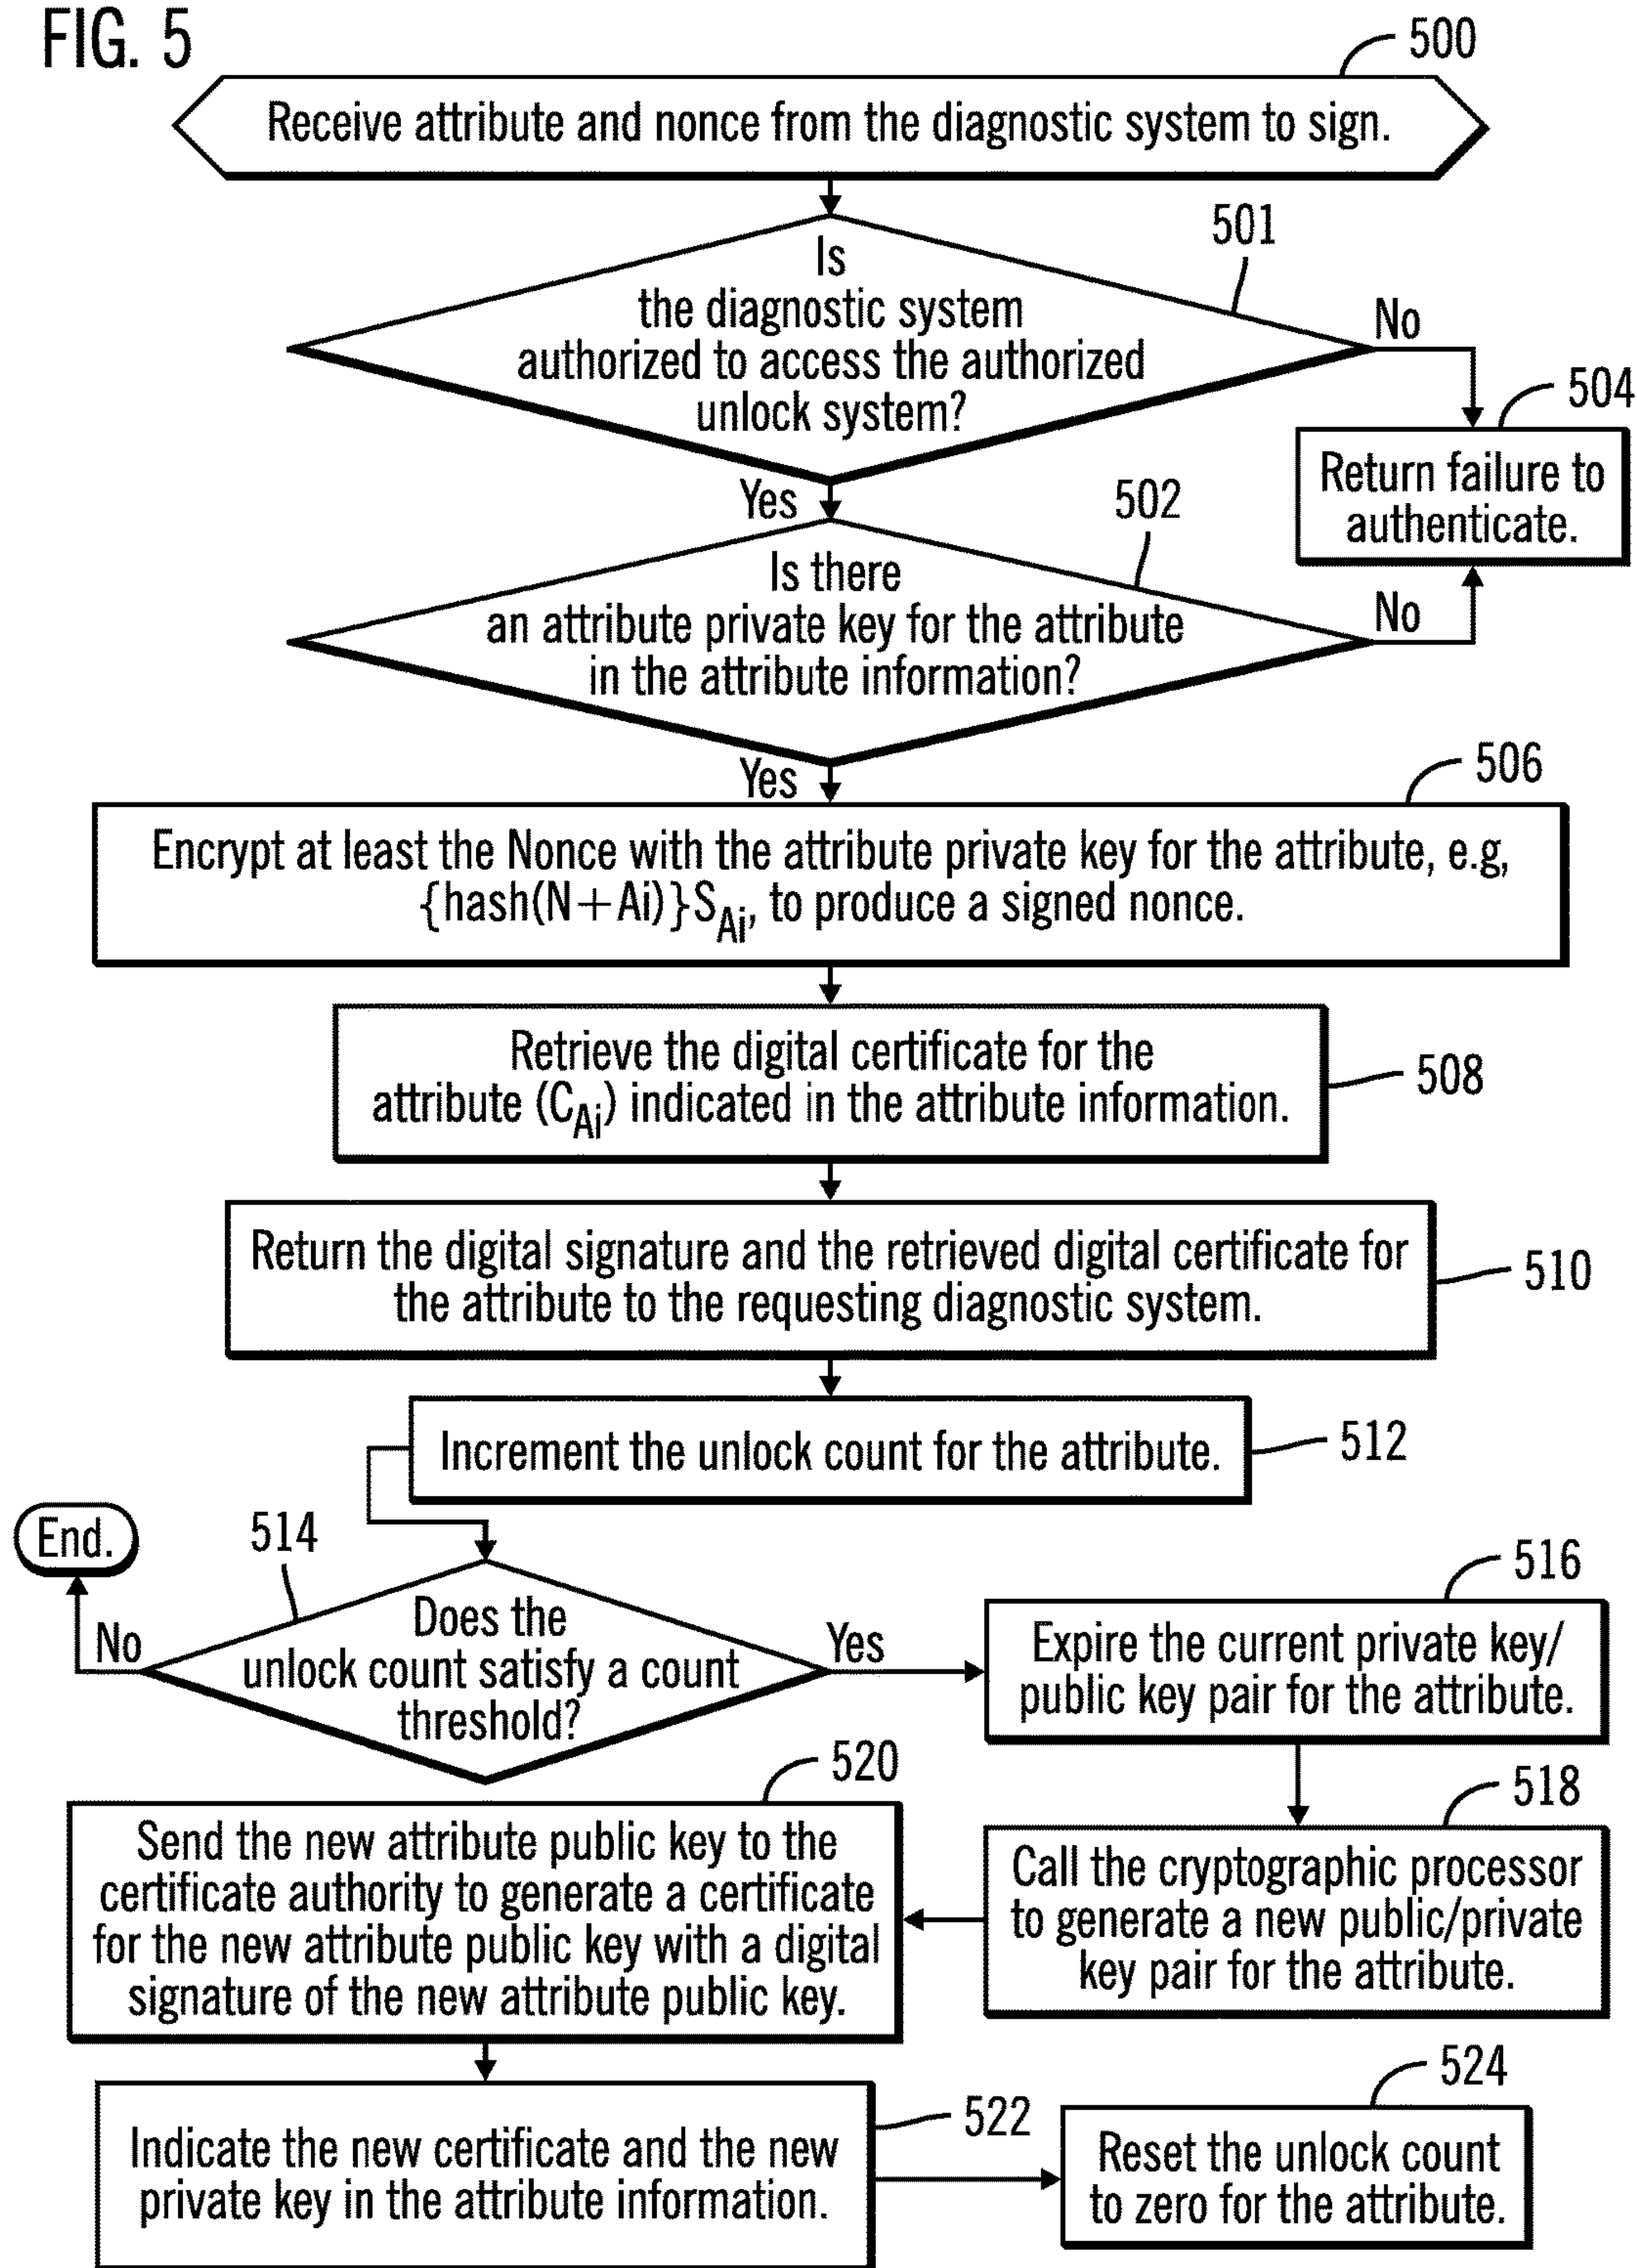 FIG. 5
500
Receive attribute and nonce from the diagnostic system to sign.
501
Is
the diagnostic system
authorized to access the authorized
unlock system?
No
504
Return failure to
authenticate.
Yes
502
Is there
an attribute private key for the attribute
in the attribute information?
No
Yes
506
Encrypt at least the Nonce with the attribute private key for the attribute, e.g,
{hash(N+Ai)}S_Ai, to produce a signed nonce.
Retrieve the digital certificate for the
attribute (C_Ai) indicated in the attribute information.
508
Return the digital signature and the retrieved digital certificate for
the attribute to the requesting diagnostic system.
510
Increment the unlock count for the attribute.
512
End.
514
No
Does the
unlock count satisfy a count
threshold?
Yes
516
Expire the current private key/
public key pair for the attribute.
518
Call the cryptographic processor
to generate a new public/private
key pair for the attribute.
520
Send the new attribute public key to the
certificate authority to generate a certificate
for the new attribute public key with a digital
signature of the new attribute public key.
522
Indicate the new certificate and the new
private key in the attribute information.
524
Reset the unlock count
to zero for the attribute.